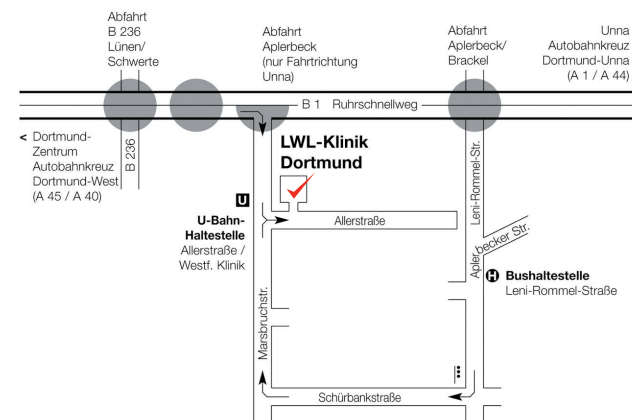 Abfahrt
B 236
Lünen/
Schwerte
Abfahrt
Aplerbeck
(nur Fahrtrichtung
Unna)
Abfahrt
Aplerbeck/
Brackel
Unna
Autobahnkreuz
Dortmund-Unna
(A 1 / A 44)
B 1 Ruhrschnellweg
< Dortmund-
Zentrum
Autobahnkreuz
Dortmund-West
(A 45 / A 40)
B 236
LWL-Klinik
Dortmund
Leni-Rommel-Str.
U
U-Bahn-
Haltestelle
Allerstraße /
Westf. Klinik
Allerstraße
Aplerbecker Str.
H Bushaltestelle
Leni-Rommel-Straße
Marsbruchstr.
Schürbankstraße